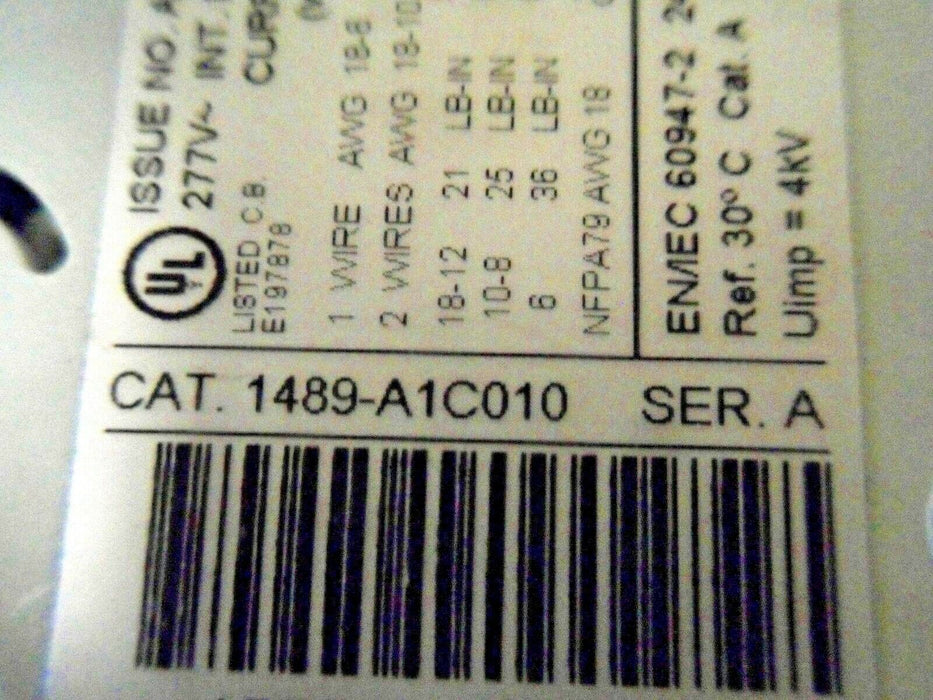 ISSUE NO.
UL
277V~ INT.
LISTED C.B.
E197878
1 WIRE AWG 18-8
2 WIRES AWG 18-10
18-12 21 LB-IN
10-8 25 LB-IN
6 36 LB-IN
NFPA79 AWG 18
EN/IEC 60947-2
Ref. 30° C Cat. A
Uimp = 4kV
CAT. 1489-A1C010 SER. A